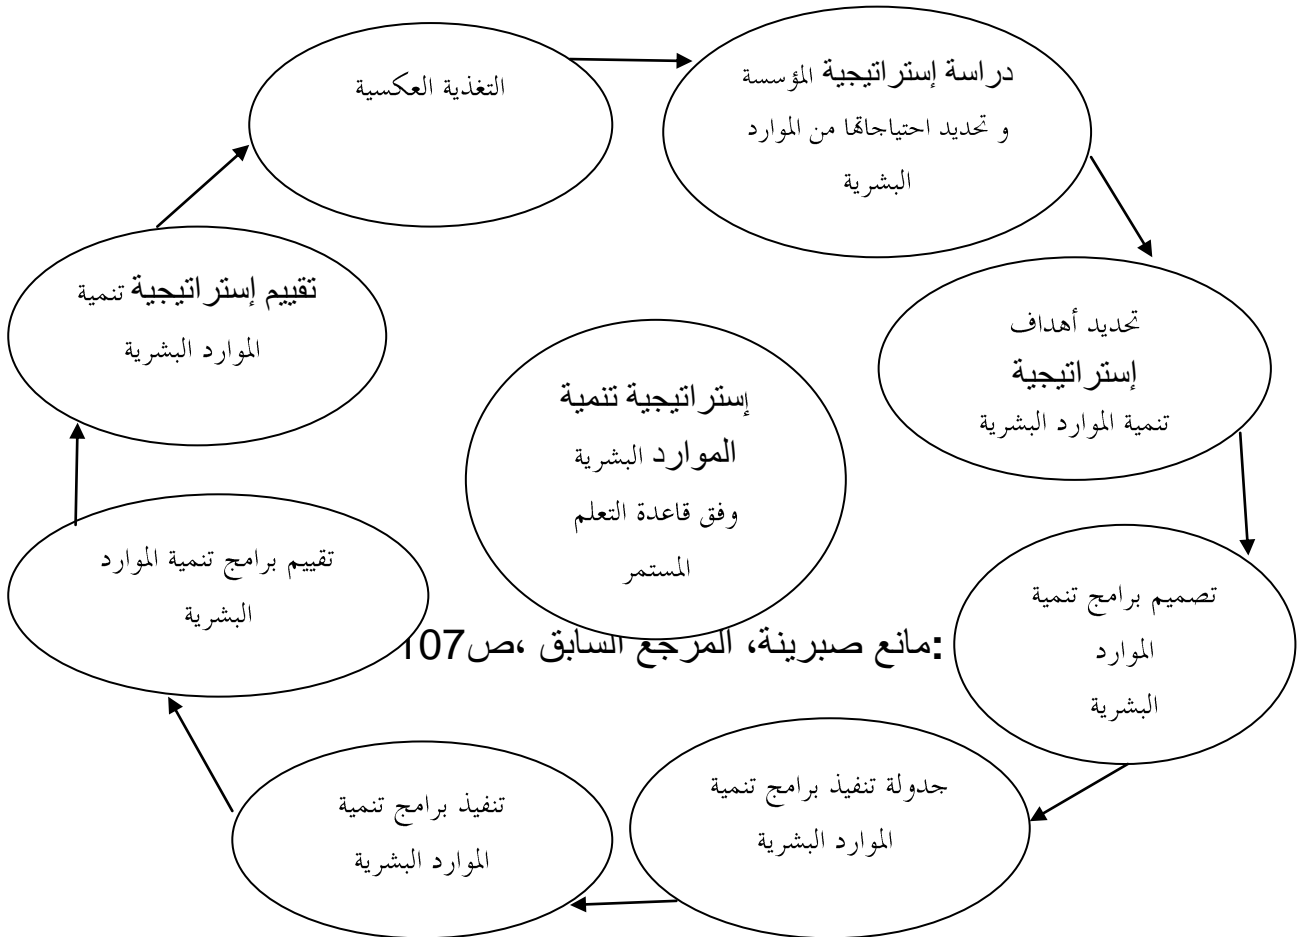 التغذية العكسية
دراسة إستراتيجية المؤسسة
و تحديد احتياجاتها من الموارد
البشرية
تحديد أهداف
إستراتيجية
تنمية الموارد البشرية
تصميم برامج تنمية
الموارد
البشرية
جدولة تنفيذ برامج تنمية
الموارد البشرية
تنفيذ برامج تنمية
الموارد البشرية
تقييم برامج تنمية الموارد
البشرية
تقييم إستراتيجية تنمية
الموارد البشرية
إستراتيجية تنمية
الموارد البشرية
وفق قاعدة التعلم
المستمر
:مانع صبرينة، المرجع السابق ،ص107